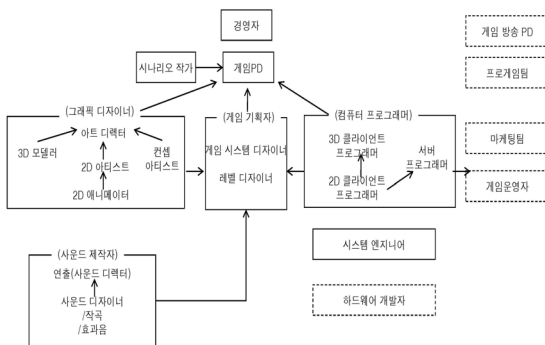 경영자
게임 방송 PD
시나리오 작가
게임PD
프로게임팀
(그래픽 디자이너)
아트 디렉터
3D 모델러
2D 아티스트
컨셉
아티스트
2D 애니메이터
(게임 기획자)
게임 시스템 디자이너
레벨 디자이너
(컴퓨터 프로그래머)
3D 클라이언트
프로그래머
서버
프로그래머
2D 클라이언트
프로그래머
마케팅팀
게임운영자
(사운드 제작자)
연출(사운드 디렉터)
사운드 디자이너
/작곡
/효과음
시스템 엔지니어
하드웨어 개발자